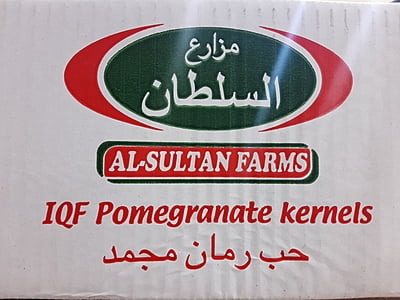 مزارع
السلطان
AL-SULTAN FARMS
IQF Pomegranate kernels
حب رمان مجمد